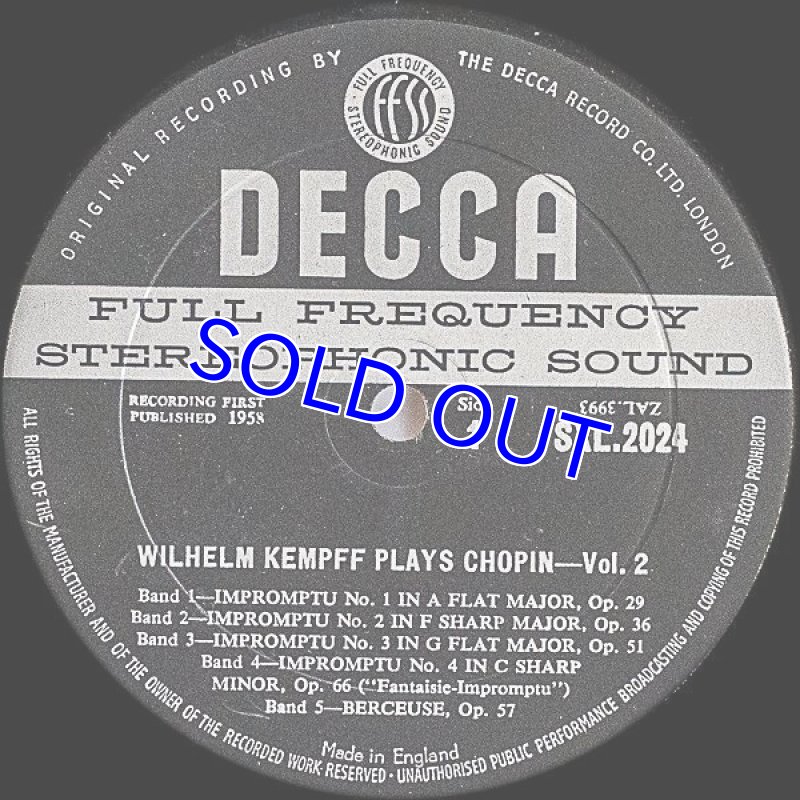 ORIGINAL RECORDING BY THE DECCA RECORD CO. LTD. LONDON
FULL FREQUENCY STEREOPHONIC SOUND
FFSS
DECCA
FULL FREQUENCY
STEREOPHONIC SOUND
SOLD OUT
RECORDING FIRST
PUBLISHED 1958
1
ZAL.3993
SXL.2024
WILHELM KEMPFF PLAYS CHOPIN—Vol. 2
Band 1—IMPROMPTU No. 1 IN A FLAT MAJOR, Op. 29
Band 2—IMPROMPTU No. 2 IN F SHARP MAJOR, Op. 36
Band 3—IMPROMPTU No. 3 IN G FLAT MAJOR, Op. 51
Band 4—IMPROMPTU No. 4 IN C SHARP
MINOR, Op. 66 ("Fantaisie-Impromptu")
Band 5—BERCEUSE, Op. 57
Made in England
ALL RIGHTS OF THE MANUFACTURER AND OF THE OWNER OF THE RECORDED WORK RESERVED · UNAUTHORISED PUBLIC PERFORMANCE BROADCASTING AND COPYING OF THIS RECORD PROHIBITED